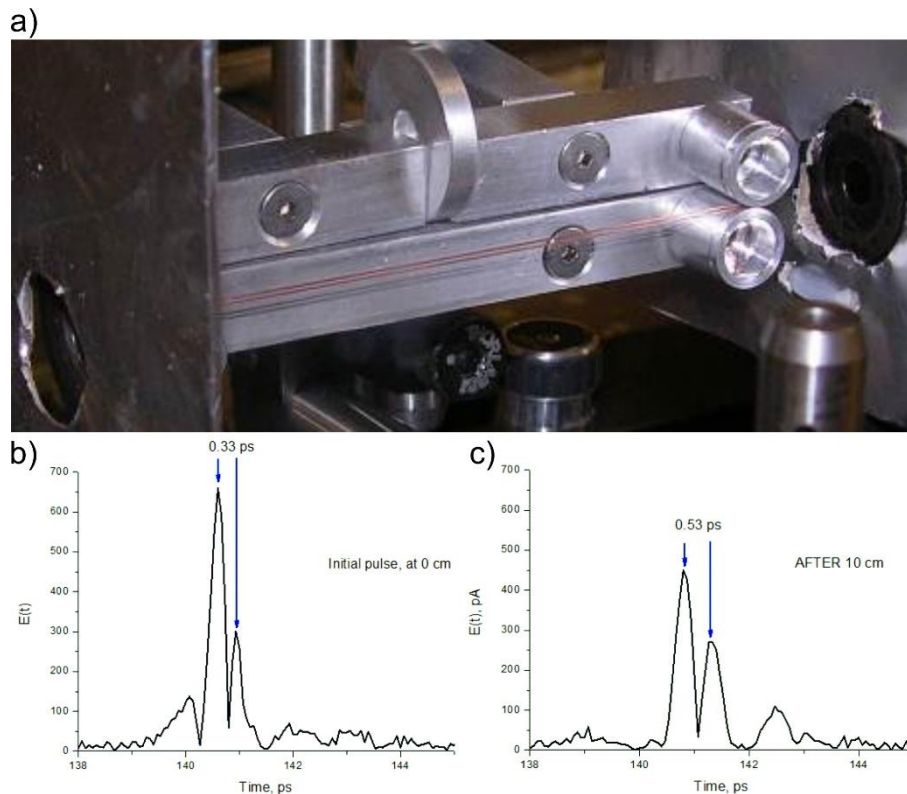 a)
b)
0.33 ps
700
600
500
400
300
200
100
0
E(t)
Initial pulse, at 0 cm
138
140
142
144
Time, ps
c)
0.53 ps
700
600
500
400
300
200
100
0
E(t), pA
AFTER 10 cm
138
140
142
144
Time, ps